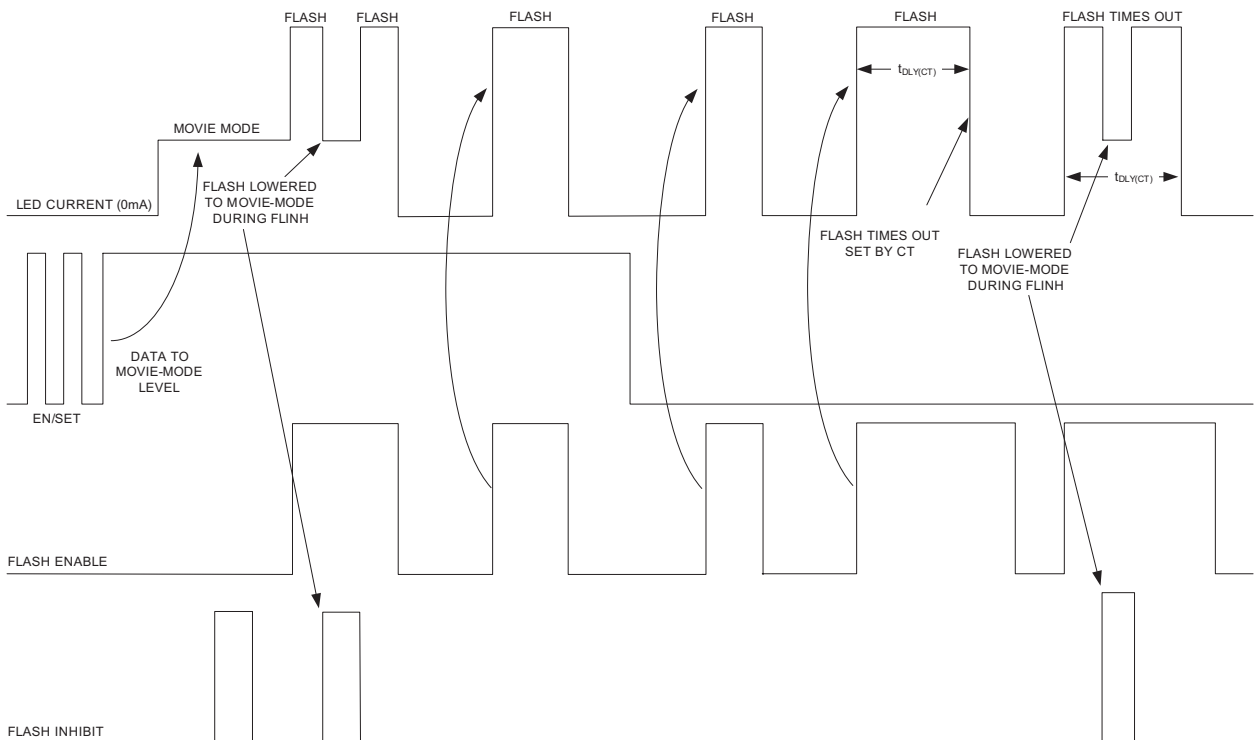 FLASH
FLASH
FLASH
FLASH
FLASH
FLASH TIMES OUT
tDLY(CT)
MOVIE MODE
LED CURRENT (0mA)
FLASH LOWERED
TO MOVIE-MODE
DURING FLINH
tDLY(CT)
FLASH TIMES OUT
SET BY CT
FLASH LOWERED
TO MOVIE-MODE
DURING FLINH
DATA TO
MOVIE-MODE
LEVEL
EN/SET
FLASH ENABLE
FLASH INHIBIT